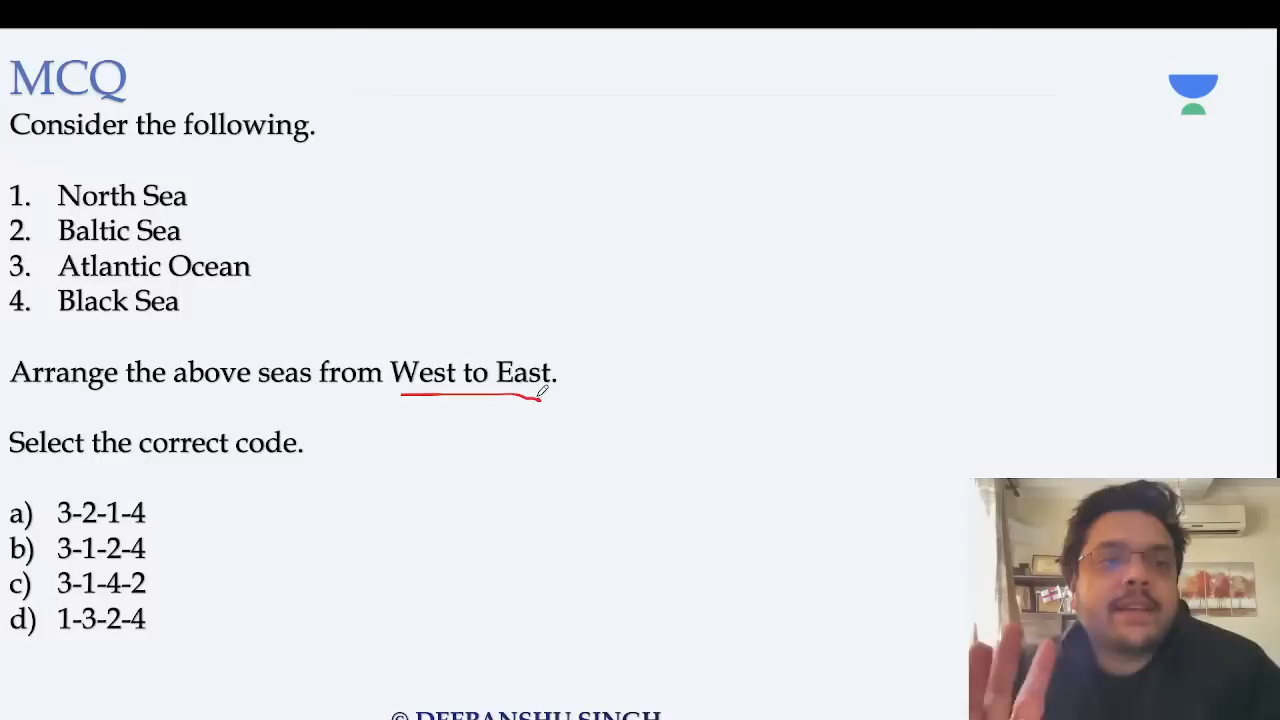 MCQ
Consider the following.
1. North Sea
2. Baltic Sea
3. Atlantic Ocean
4. Black Sea
Arrange the above seas from West to East.
Select the correct code.
a) 3-2-1-4
b) 3-1-2-4
c) 3-1-4-2
d) 1-3-2-4
© DEEPANSHU SINGH